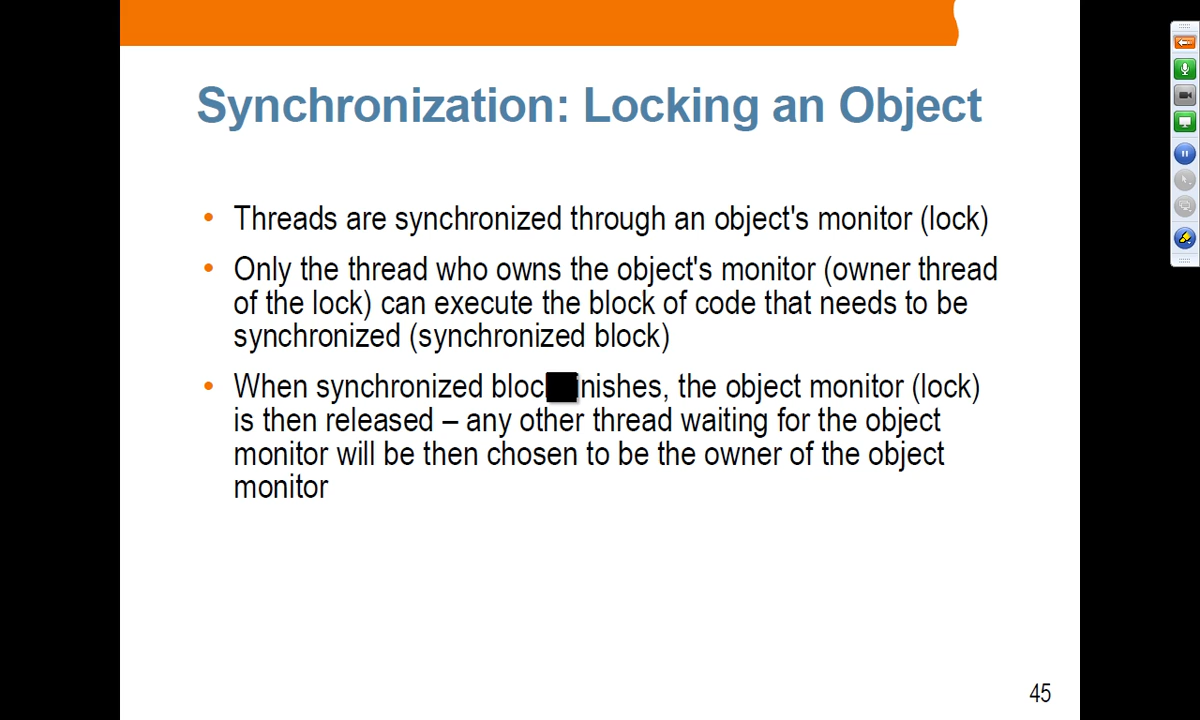 Synchronization: Locking an Object
• Threads are synchronized through an object's monitor (lock)
• Only the thread who owns the object's monitor (owner thread
of the lock) can execute the block of code that needs to be
synchronized (synchronized block)
• When synchronized , the object monitor (lock)
is then released – any other thread waiting for the object
monitor will be then chosen to be the owner of the object
monitor
45